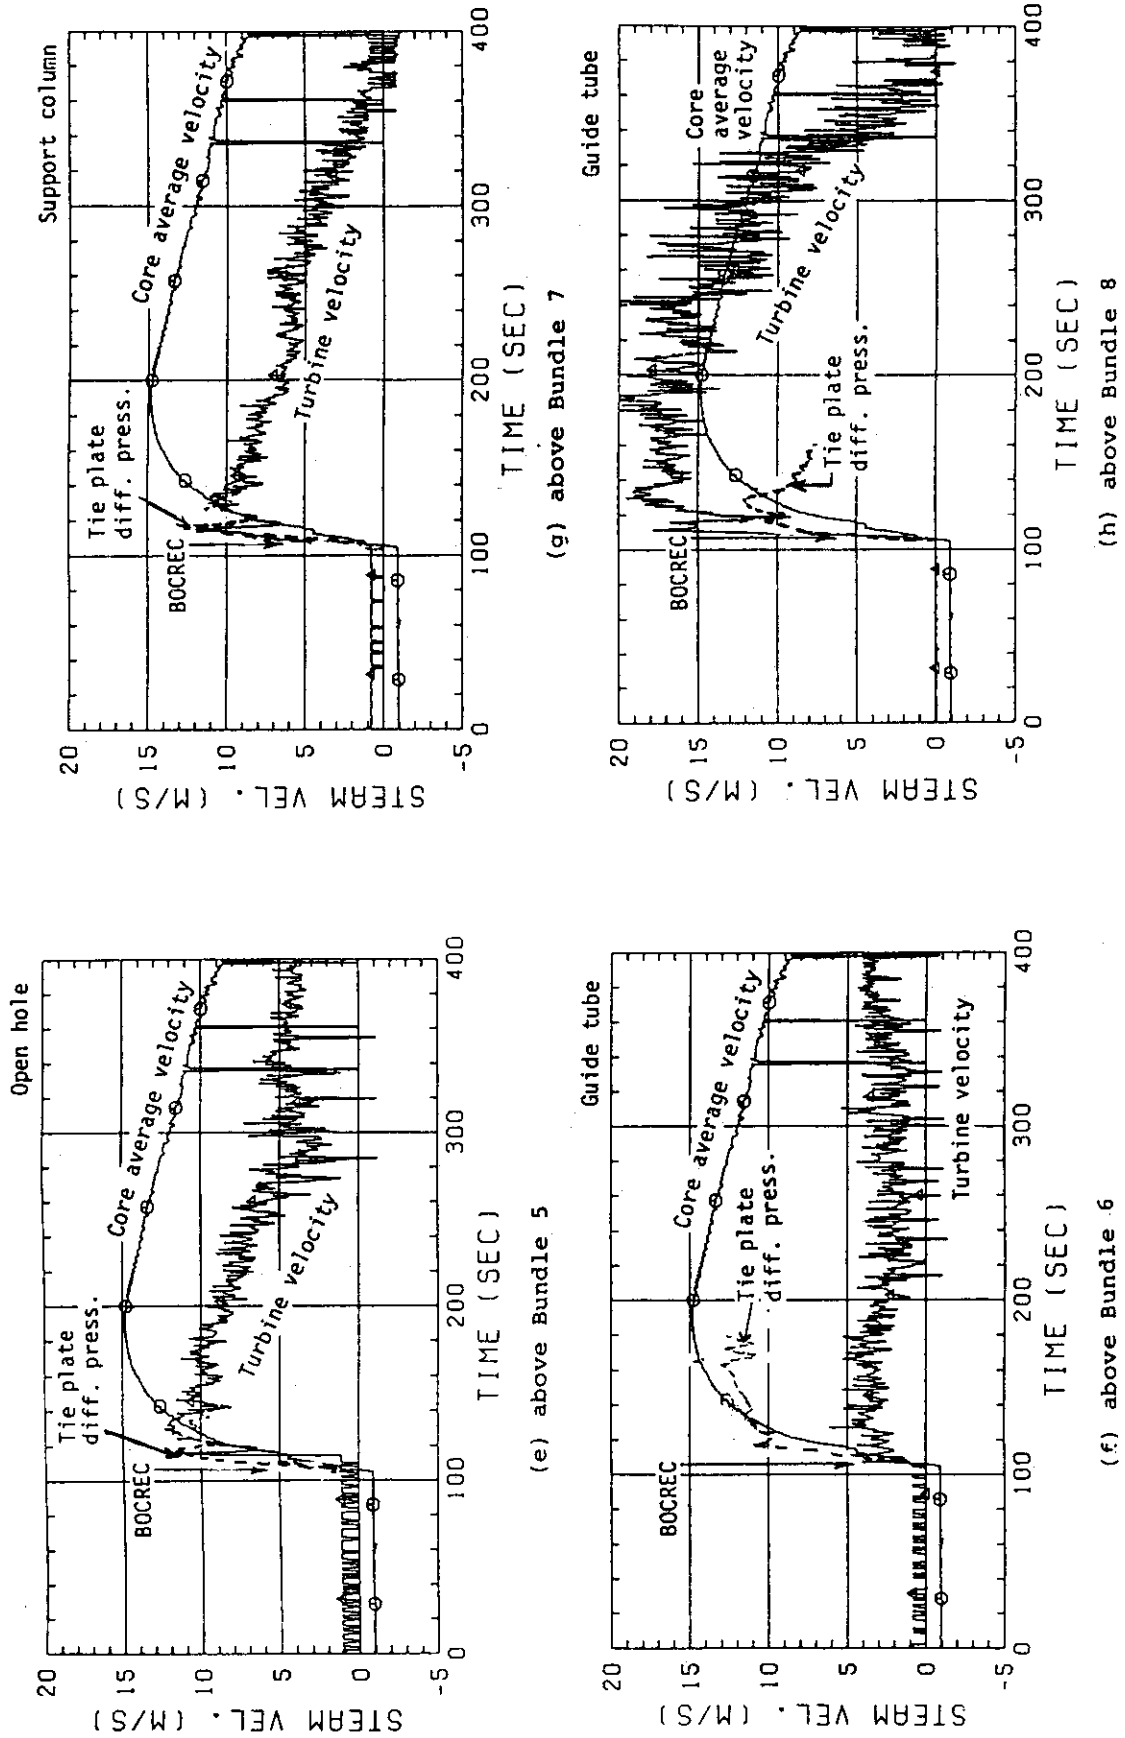 Open hole
20
15
10
5
0
-5
STEAM VEL. (M/S)
Tie plate
diff. press.
BOCREC
Core average velocity
Turbine velocity
0
100
200
300
400
TIME (SEC)
(e) above Bundle 5
Guide tube
20
15
10
5
0
-5
STEAM VEL. (M/S)
BOCREC
Core average velocity
Tie plate
diff. press.
Turbine velocity
0
100
200
300
400
TIME (SEC)
(f) above Bundle 6
Support column
20
15
10
5
0
-5
STEAM VEL. (M/S)
Tie plate
diff. press.
BOCREC
Core average velocity
Turbine velocity
0
100
200
300
400
TIME (SEC)
(g) above Bundle 7
Guide tube
20
15
10
5
0
-5
STEAM VEL. (M/S)
BOCREC
Core
average
velocity
Turbine velocity
Tie plate
diff. press.
0
100
200
300
400
TIME (SEC)
(h) above Bundle 8